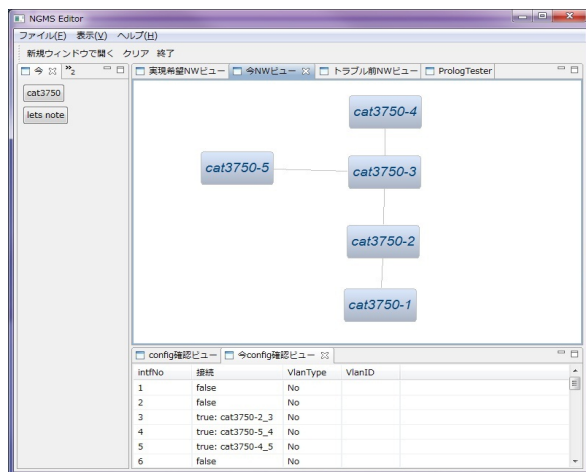 NGMS Editor
ファイル(F) 表示(V) ヘルプ(H)
新規ウィンドウで開く クリア 終了
今 »2
cat3750
lets note
実現希望NWビュー 今NWビュー トラブル前NWビュー PrologTester
cat3750-4
cat3750-5
cat3750-3
cat3750-2
cat3750-1
config確認ビュー 今config確認ビュー
intfNo 接続 VlanType VlanID
1 false No
2 false No
3 true: cat3750-2_3 No
4 true: cat3750-5_4 No
5 true: cat3750-4_5 No
6 false No